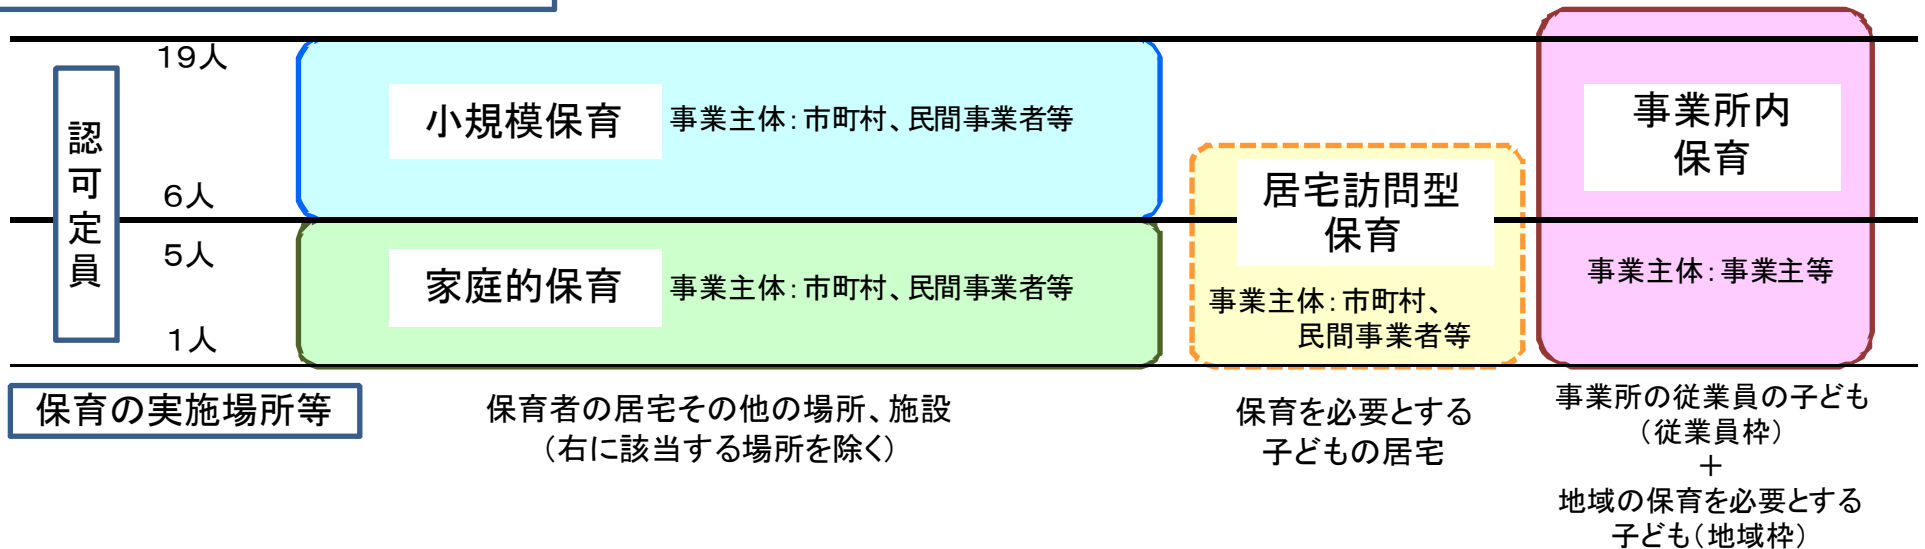 認可定員
19人
6人
5人
1人
小規模保育
事業主体：市町村、民間事業者等
家庭的保育
事業主体：市町村、民間事業者等
居宅訪問型
保育
事業主体：市町村、
民間事業者等
事業所内
保育
事業主体：事業主等
保育の実施場所等
保育者の居宅その他の場所、施設
（右に該当する場所を除く）
保育を必要とする
子どもの居宅
事業所の従業員の子ども
（従業員枠）
＋
地域の保育を必要とする
子ども（地域枠）